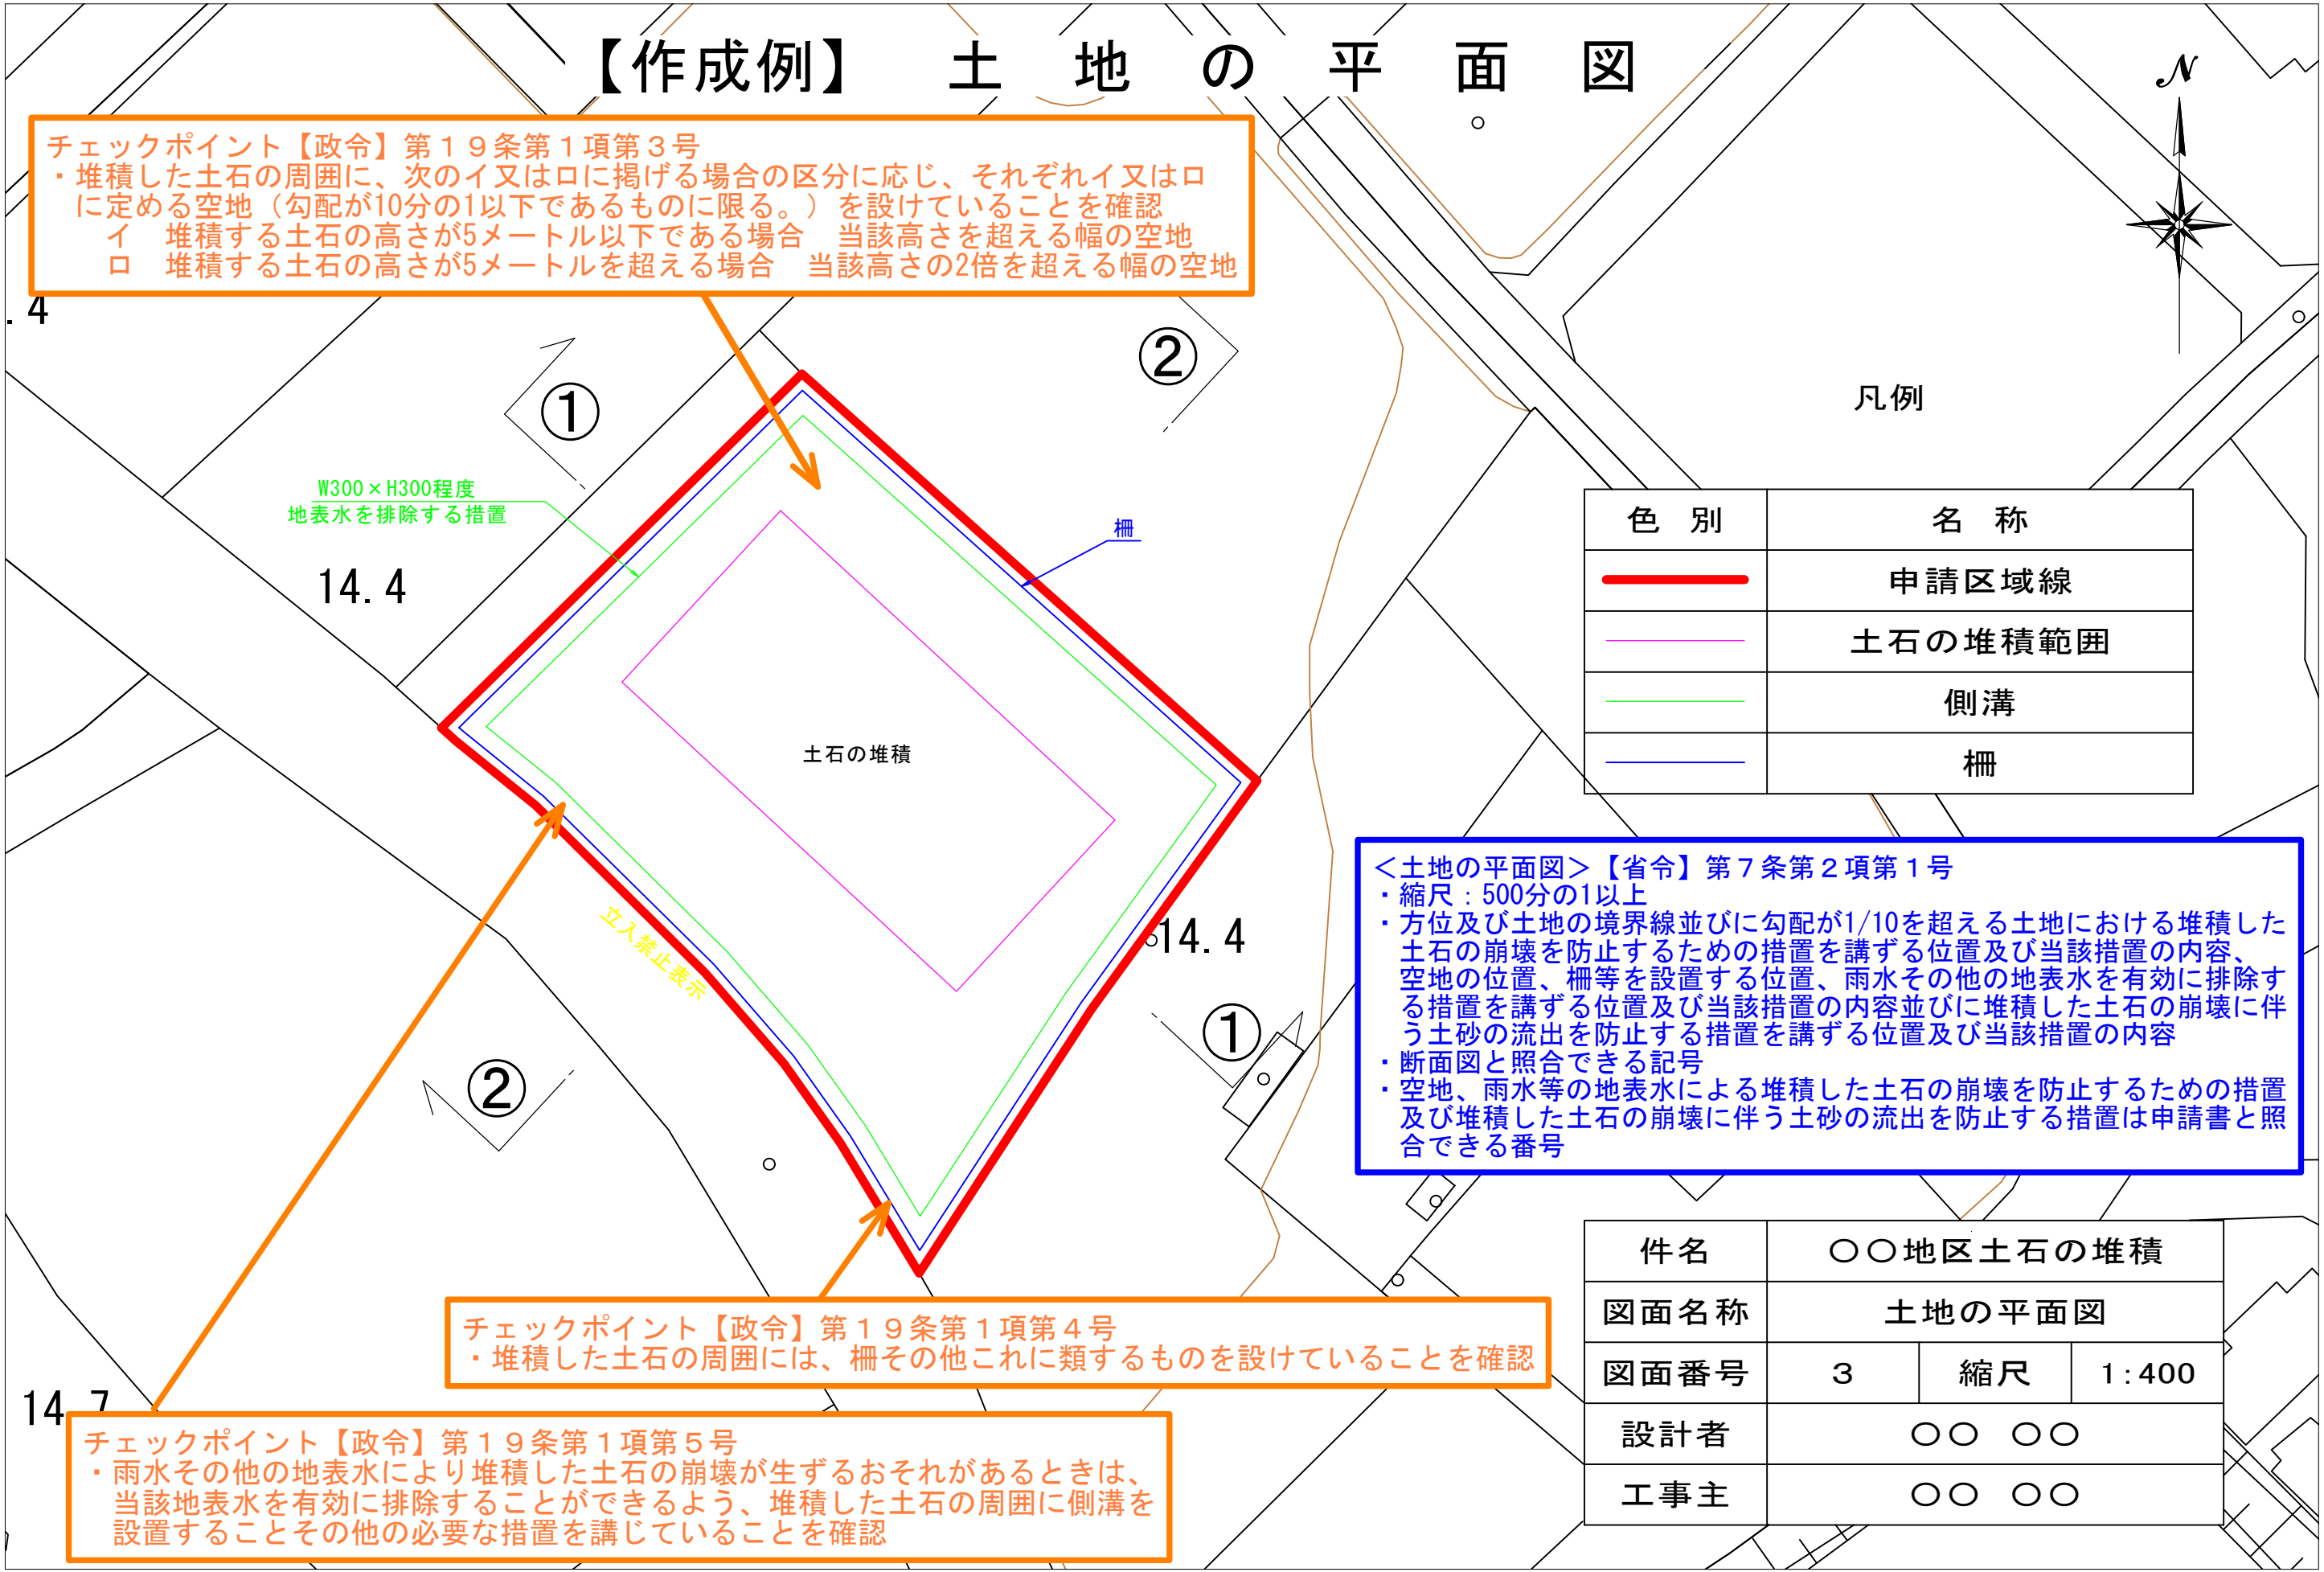 【作成例】　土　地　の　平　面　図
N
チェックポイント【政令】第１９条第１項第３号
・堆積した土石の周囲に、次のイ又はロに掲げる場合の区分に応じ、それぞれイ又はロ
に定める空地（勾配が10分の1以下であるものに限る。）を設けていることを確認
イ　堆積する土石の高さが5メートル以下である場合　当該高さを超える幅の空地
ロ　堆積する土石の高さが5メートルを超える場合　当該高さの2倍を超える幅の空地
.4
①
②
凡例
W300×H300程度
地表水を排除する措置
柵
14.4
色　別　名　称
申請区域線
土石の堆積範囲
側溝
柵
土石の堆積
立入禁止表示
14.4
①
②
＜土地の平面図＞【省令】第７条第２項第１号
・縮尺：500分の1以上
・方位及び土地の境界線並びに勾配が1/10を超える土地における堆積した
土石の崩壊を防止するための措置を講ずる位置及び当該措置の内容、
空地の位置、柵等を設置する位置、雨水その他の地表水を有効に排除す
る措置を講ずる位置及び当該措置の内容並びに堆積した土石の崩壊に伴
う土砂の流出を防止する措置を講ずる位置及び当該措置の内容
・断面図と照合できる記号
・空地、雨水等の地表水による堆積した土石の崩壊を防止するための措置
及び堆積した土石の崩壊に伴う土砂の流出を防止する措置は申請書と照
合できる番号
チェックポイント【政令】第１９条第１項第４号
・堆積した土石の周囲には、柵その他これに類するものを設けていることを確認
14.7
チェックポイント【政令】第１９条第１項第５号
・雨水その他の地表水により堆積した土石の崩壊が生ずるおそれがあるときは、
当該地表水を有効に排除することができるよう、堆積した土石の周囲に側溝を
設置することその他の必要な措置を講じていることを確認
件名　○○地区土石の堆積
図面名称　土地の平面図
図面番号　3　縮尺　1:400
設計者　○○　○○
工事主　○○　○○